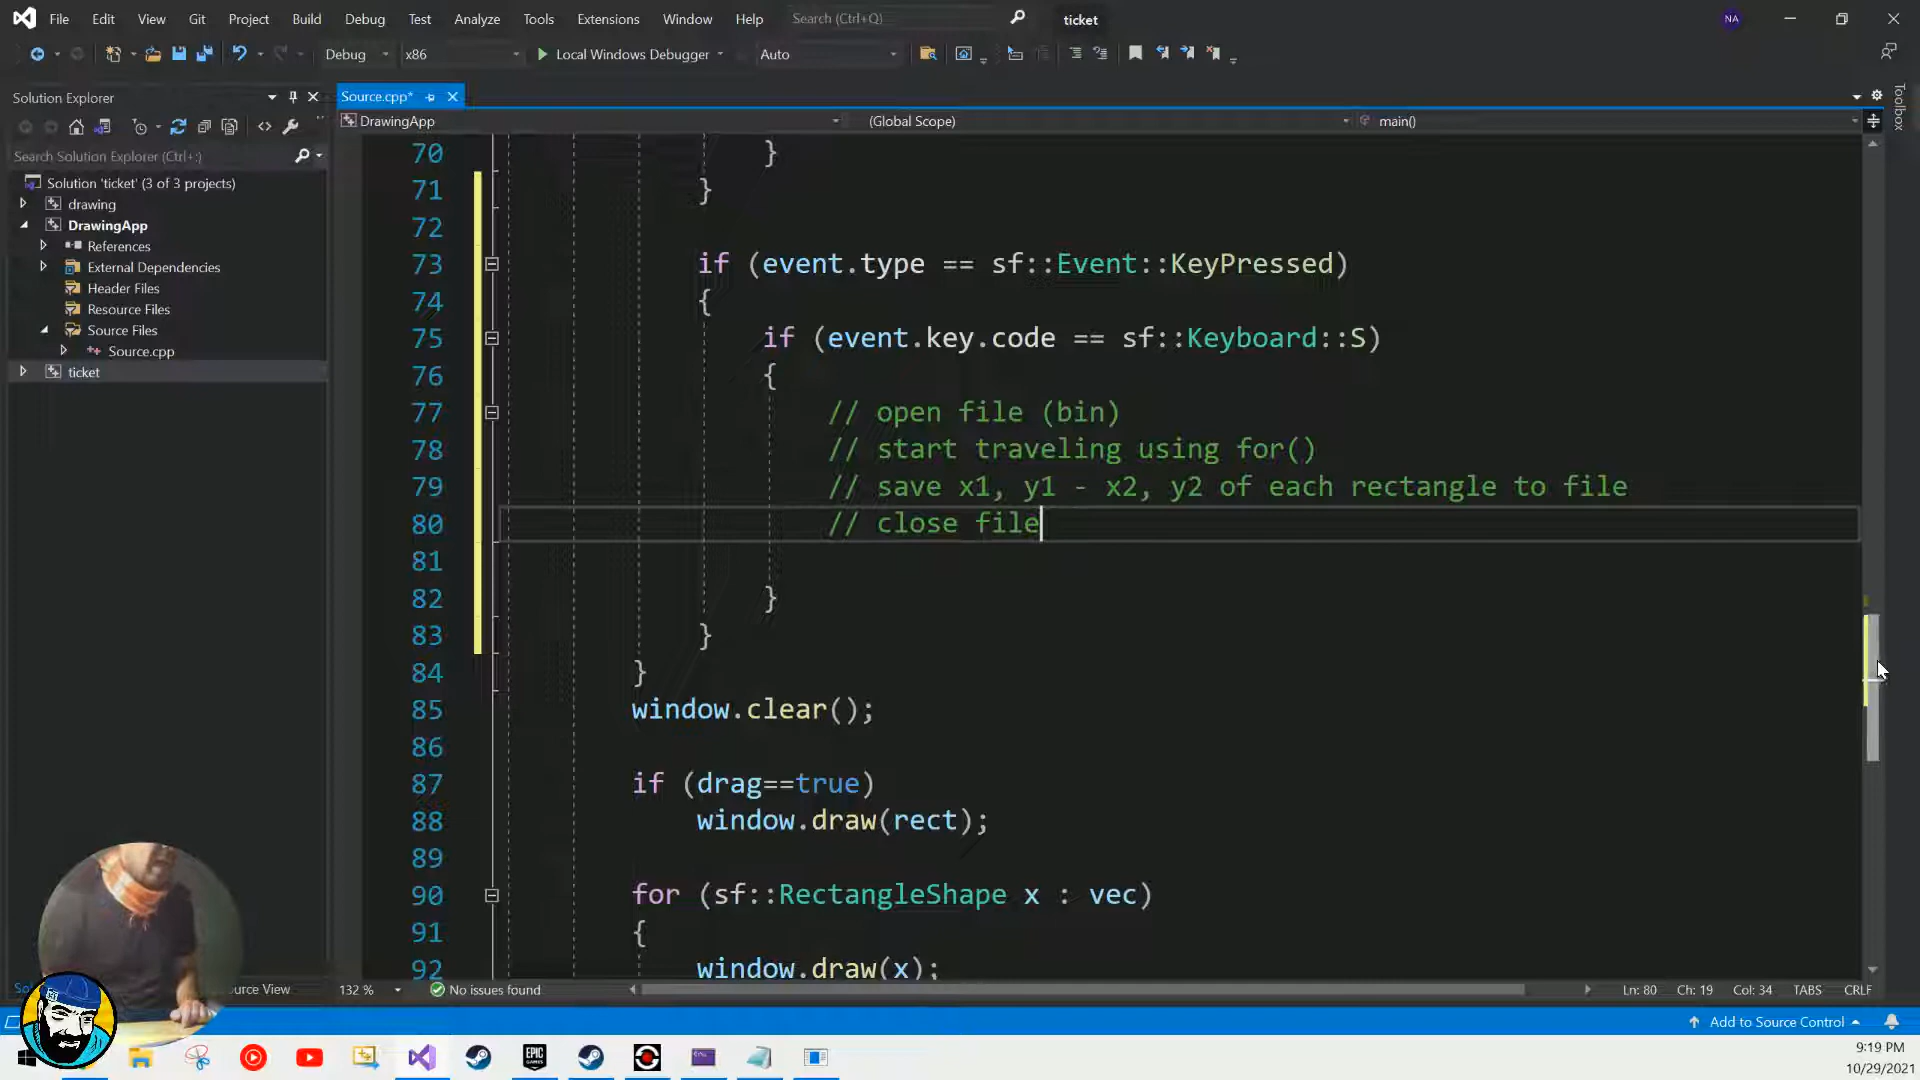 File Edit View Git Project Build Debug Test Analyze Tools Extensions Window Help Search (Ctrl+Q) ticket NA
Debug x86 Local Windows Debugger Auto
Solution Explorer
Source.cpp*
Toolbox
DrawingApp (Global Scope) main()
Search Solution Explorer (Ctrl+;)
Solution 'ticket' (3 of 3 projects)
drawing
DrawingApp
References
External Dependencies
Header Files
Resource Files
Source Files
Source.cpp
ticket
70 }
71 }
72
73 if (event.type == sf::Event::KeyPressed)
74 {
75 if (event.key.code == sf::Keyboard::S)
76 {
77 // open file (bin)
78 // start traveling using for()
79 // save x1, y1 - x2, y2 of each rectangle to file
80 // close file
81
82 }
83 }
84 }
85 window.clear();
86
87 if (drag==true)
88 window.draw(rect);
89
90 for (sf::RectangleShape x : vec)
91 {
92 window.draw(x);
View 132 % No issues found Ln: 80 Ch: 19 Col: 34 TABS CRLF
Add to Source Control
EPIC GAMES
9:19 PM
10/29/2021